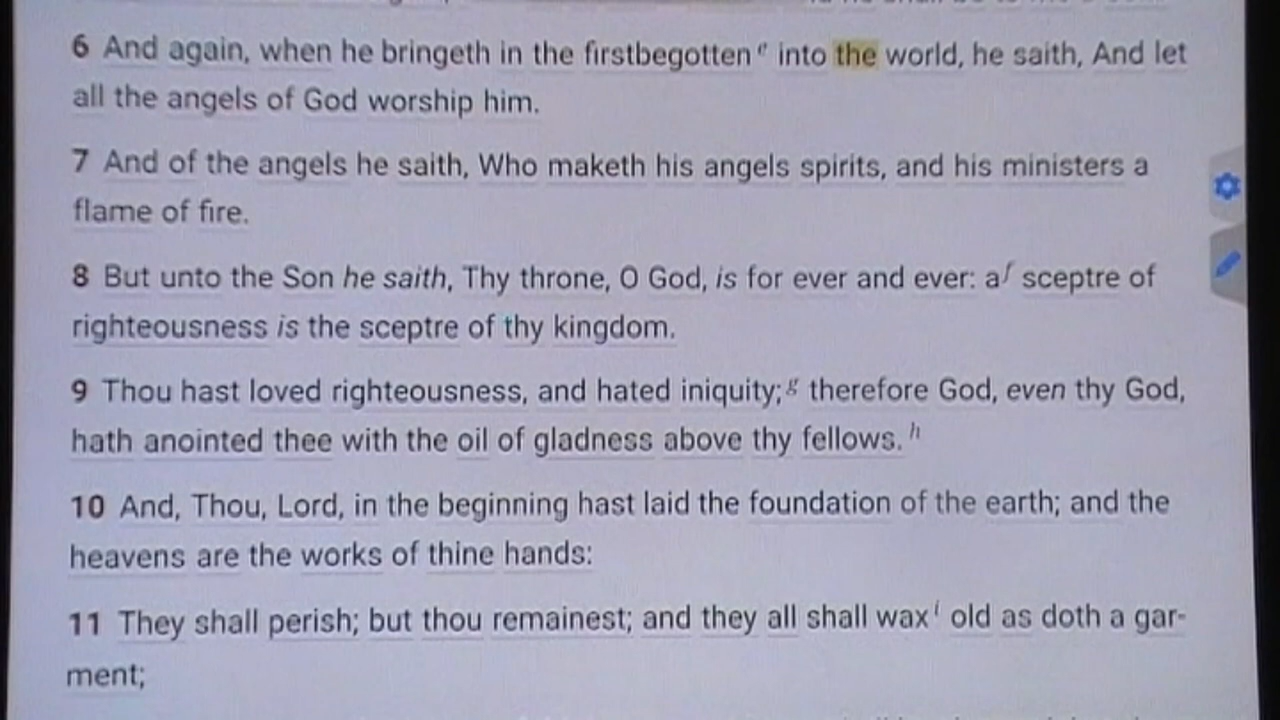 6 And again, when he bringeth in the firstbegotten e into the world, he saith, And let
all the angels of God worship him.
7 And of the angels he saith, Who maketh his angels spirits, and his ministers a
flame of fire.
8 But unto the Son he saith, Thy throne, O God, is for ever and ever: a f sceptre of
righteousness is the sceptre of thy kingdom.
9 Thou hast loved righteousness, and hated iniquity; g therefore God, even thy God,
hath anointed thee with the oil of gladness above thy fellows. h
10 And, Thou, Lord, in the beginning hast laid the foundation of the earth; and the
heavens are the works of thine hands:
11 They shall perish; but thou remainest; and they all shall wax i old as doth a gar-
ment;